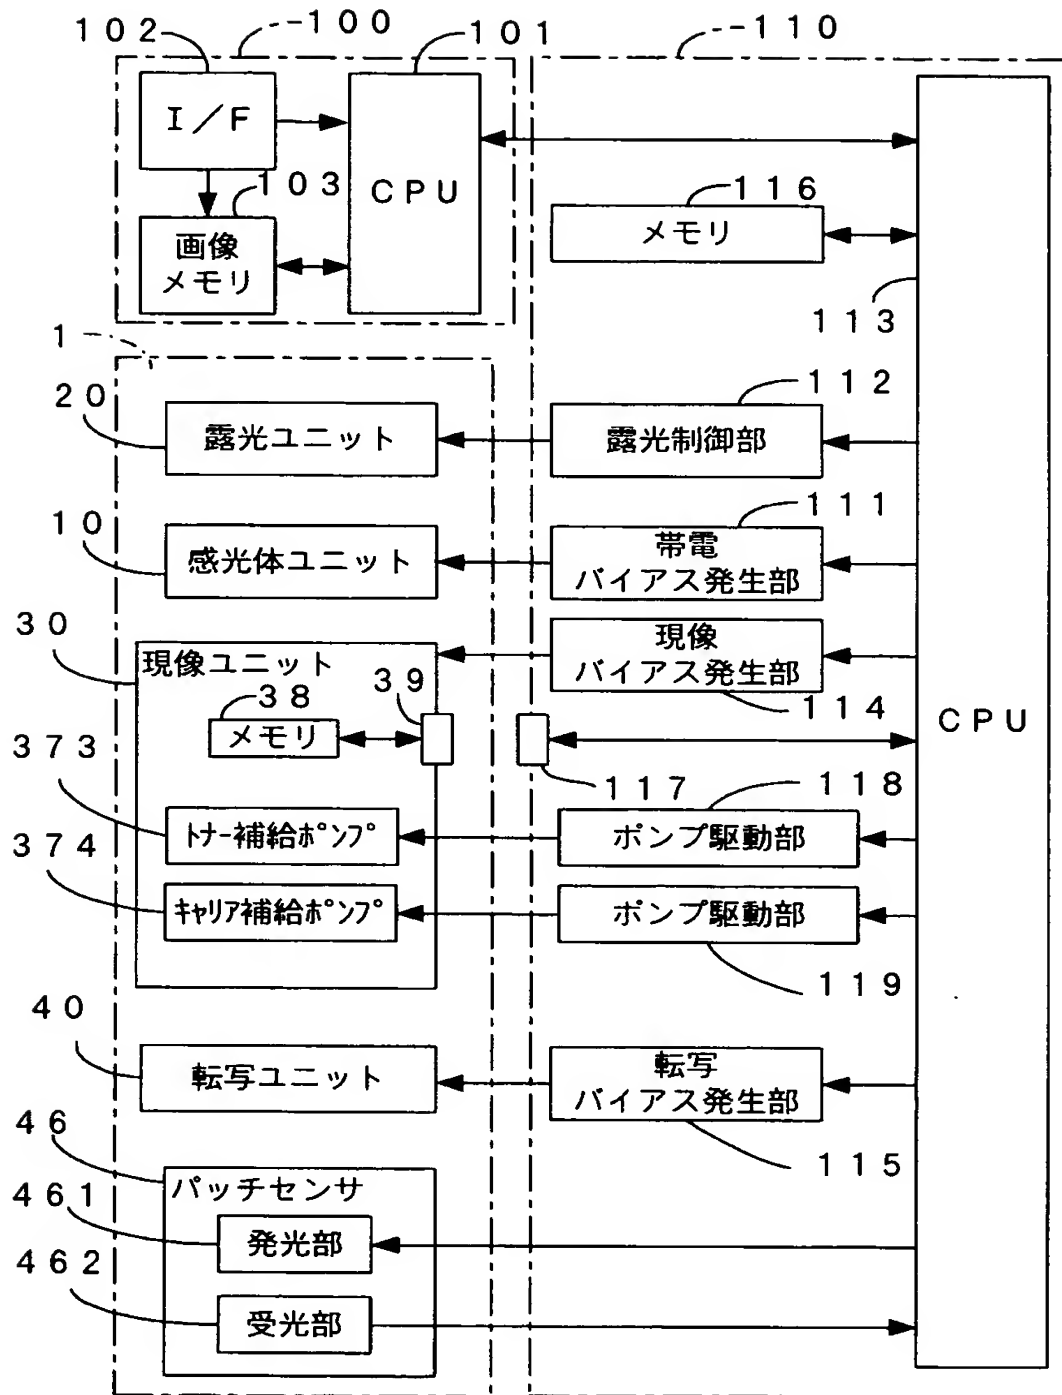 102
100
101
110
I／F
CPU
103
画像
メモリ
116
メモリ
113
1
20
露光ユニット
112
露光制御部
10
感光体ユニット
111
帯電
バイアス発生部
30
現像ユニット
現像
バイアス発生部
114
CPU
38
メモリ
39
117
373
トナー補給ポンプ
118
ポンプ駆動部
374
キャリア補給ポンプ
ポンプ駆動部
119
40
転写ユニット
転写
バイアス発生部
115
46
パッチセンサ
461
発光部
462
受光部